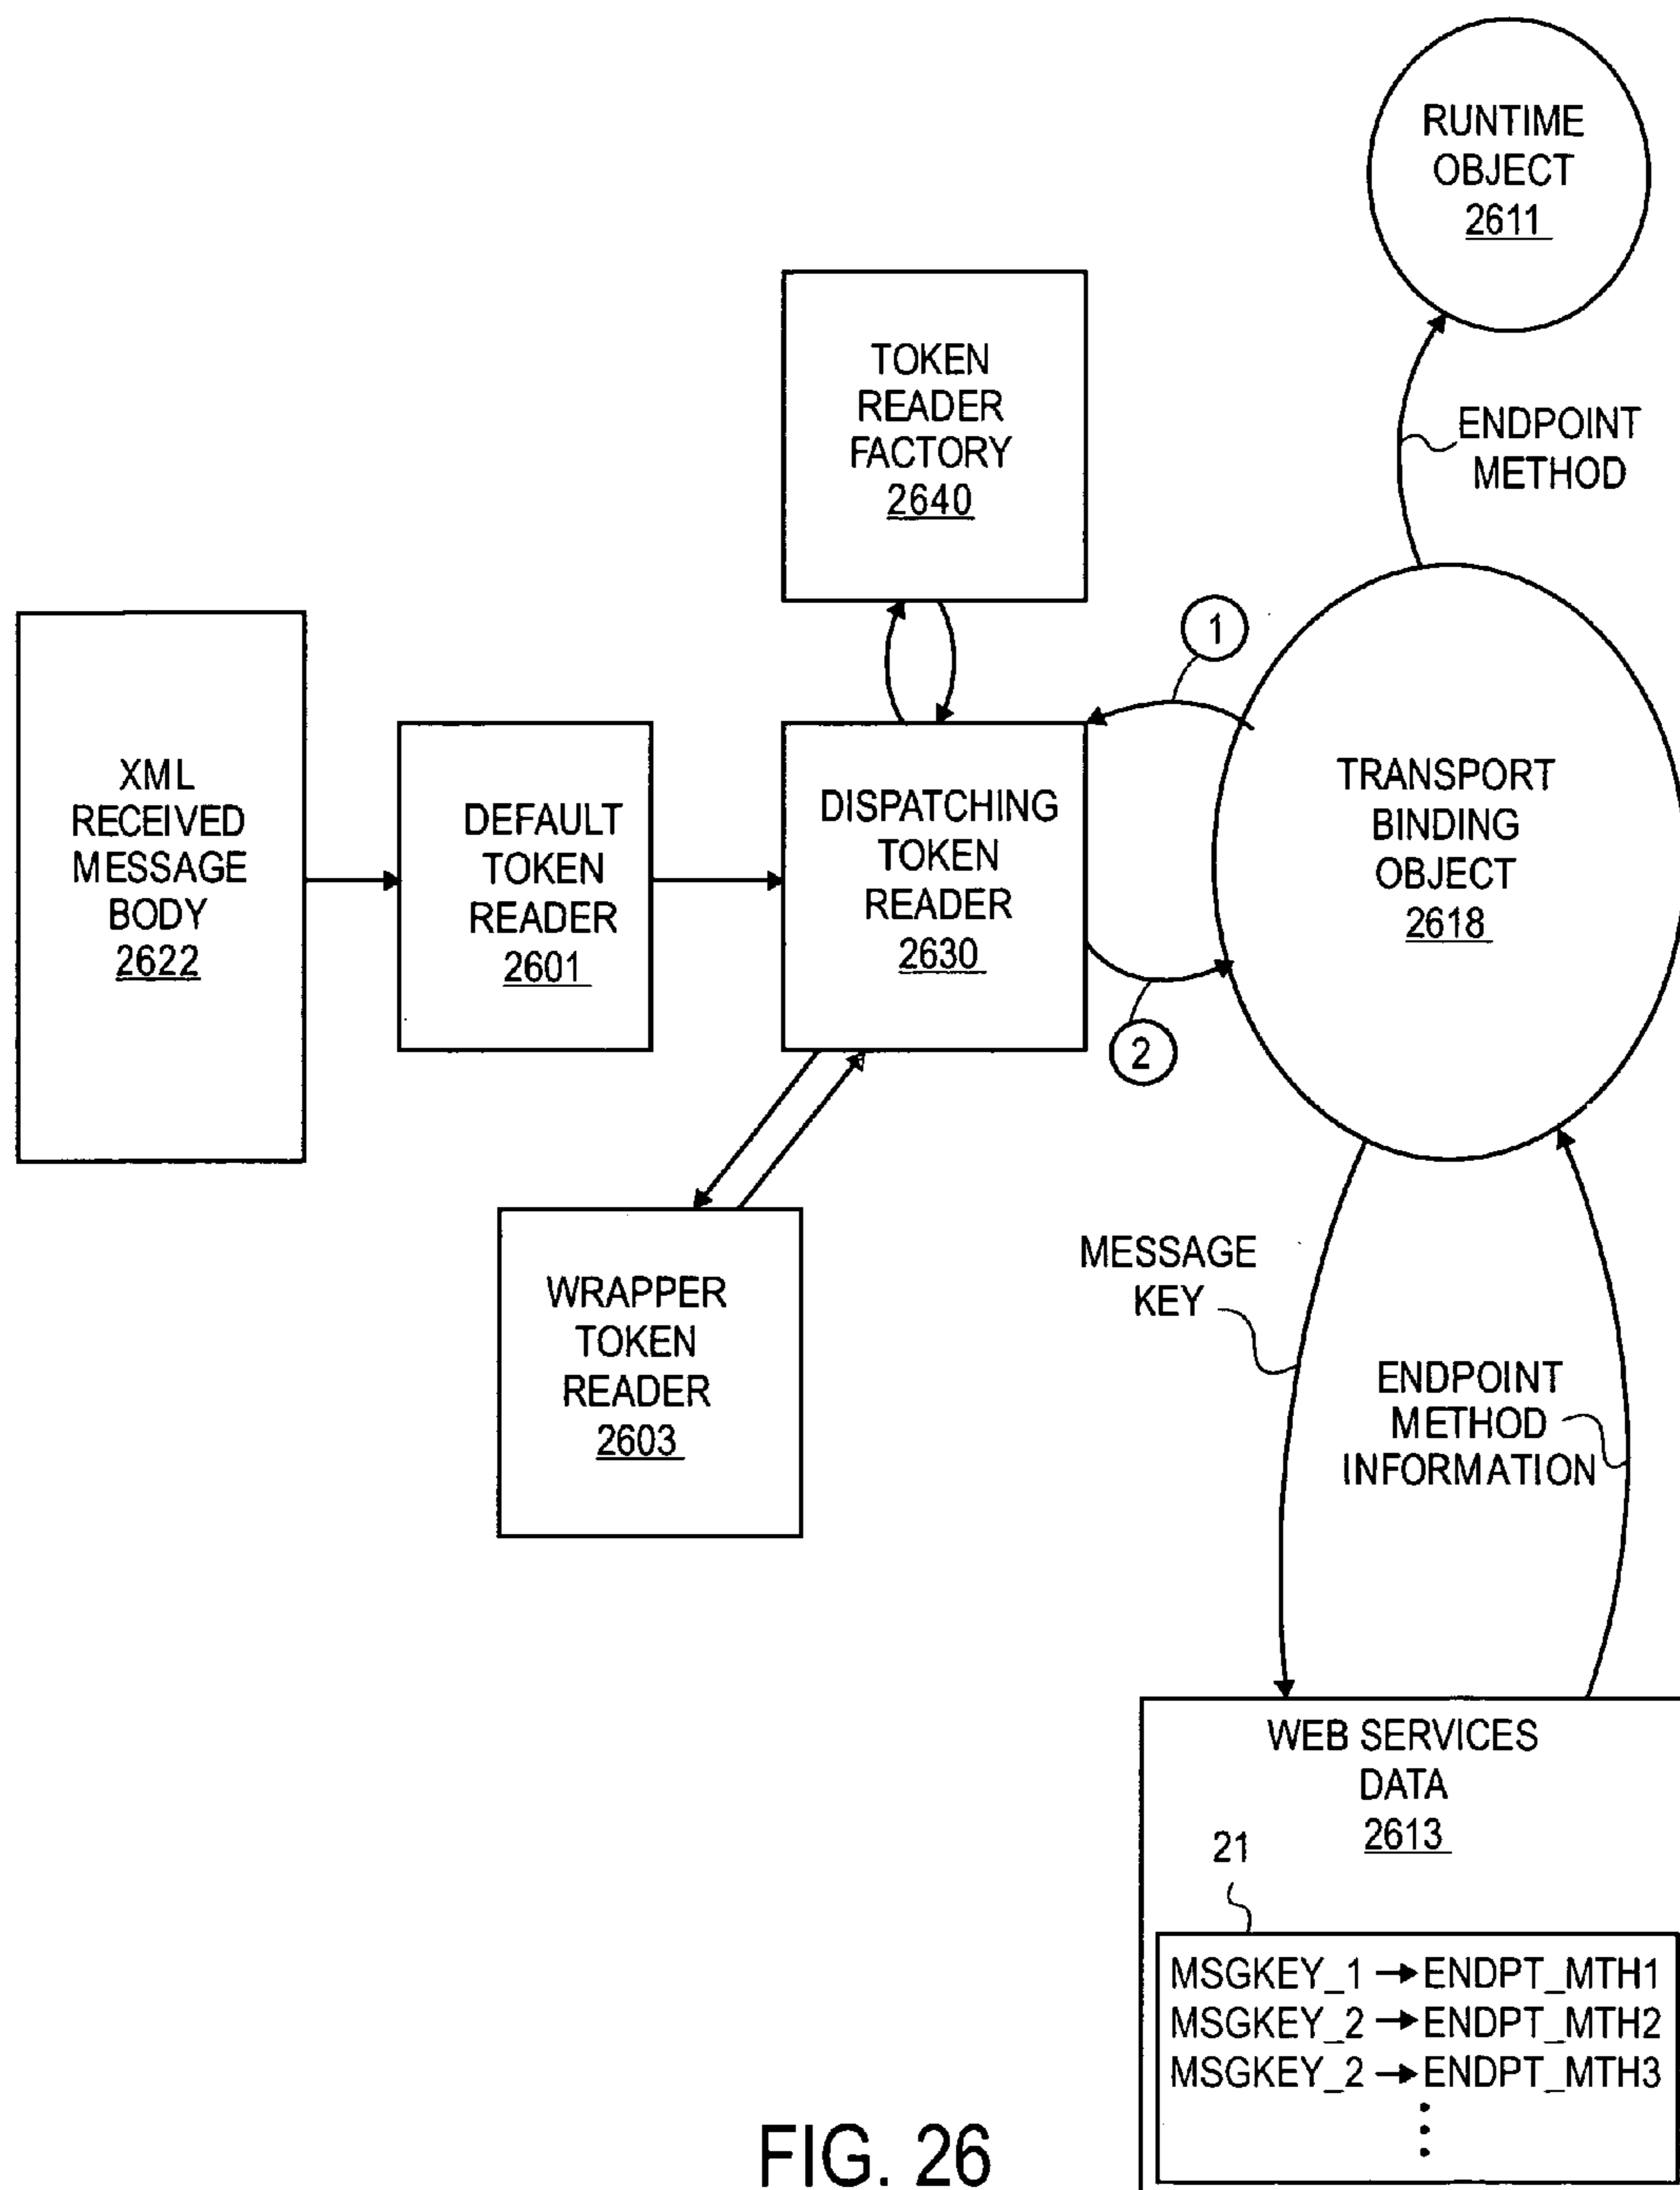 RUNTIME
OBJECT
2611
TOKEN
READER
FACTORY
2640
ENDPOINT
METHOD
1
XML
RECEIVED
MESSAGE
BODY
2622
DEFAULT
TOKEN
READER
2601
DISPATCHING
TOKEN
READER
2630
TRANSPORT
BINDING
OBJECT
2618
2
WRAPPER
TOKEN
READER
2603
MESSAGE
KEY
ENDPOINT
METHOD
INFORMATION
WEB SERVICES
DATA
2613
21
MSGKEY_1 → ENDPT_MTH1
MSGKEY_2 → ENDPT_MTH2
MSGKEY_2 → ENDPT_MTH3
FIG. 26